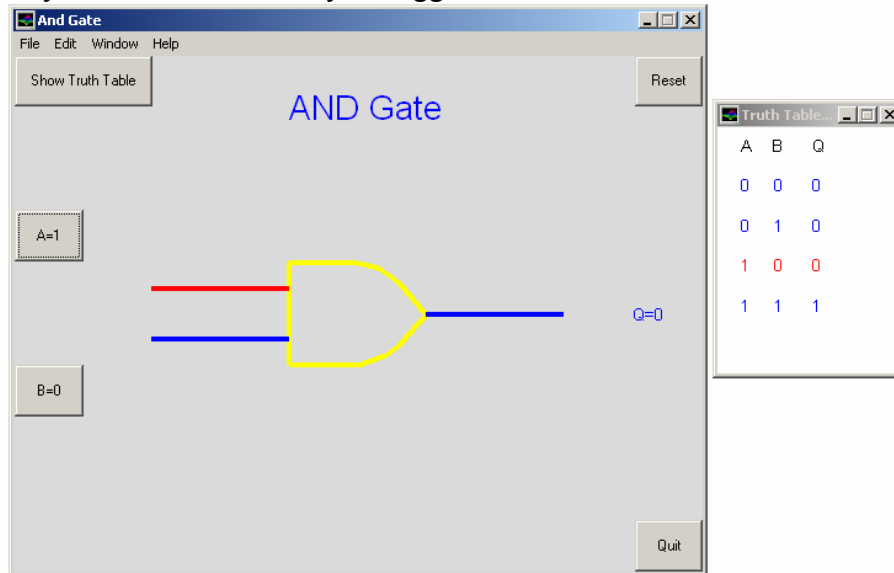 And Gate
File Edit Window Help
Show Truth Table
Reset
AND Gate
A=1
Q=0
B=0
Quit
Truth Table...
A B Q
0 0 0
0 1 0
1 0 0
1 1 1